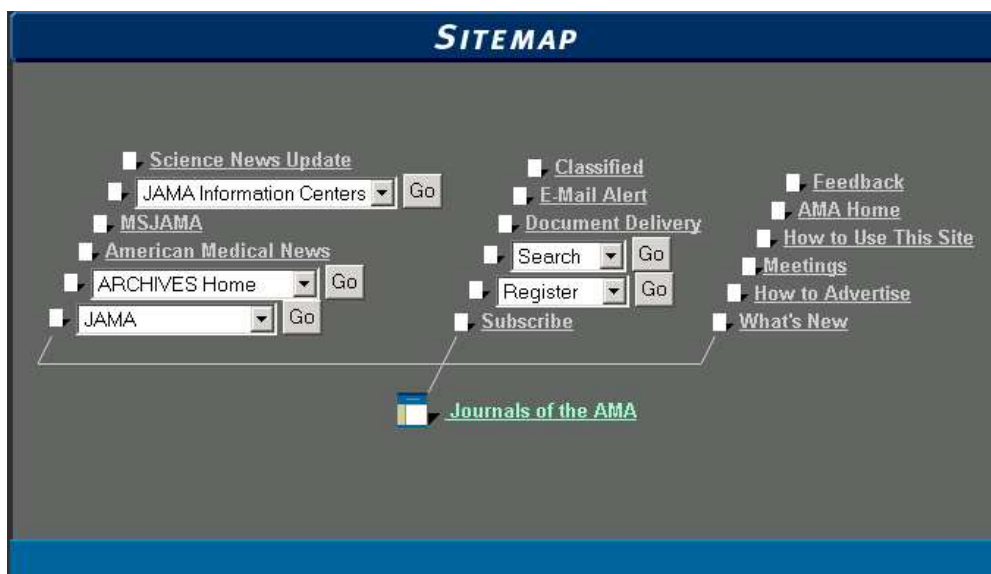 SITEMAP
Science News Update
JAMA Information Centers Go
MSJAMA
American Medical News
ARCHIVES Home Go
JAMA Go
Classified
E-Mail Alert
Document Delivery
Search Go
Register Go
Subscribe
Feedback
AMA Home
How to Use This Site
Meetings
How to Advertise
What's New
Journals of the AMA